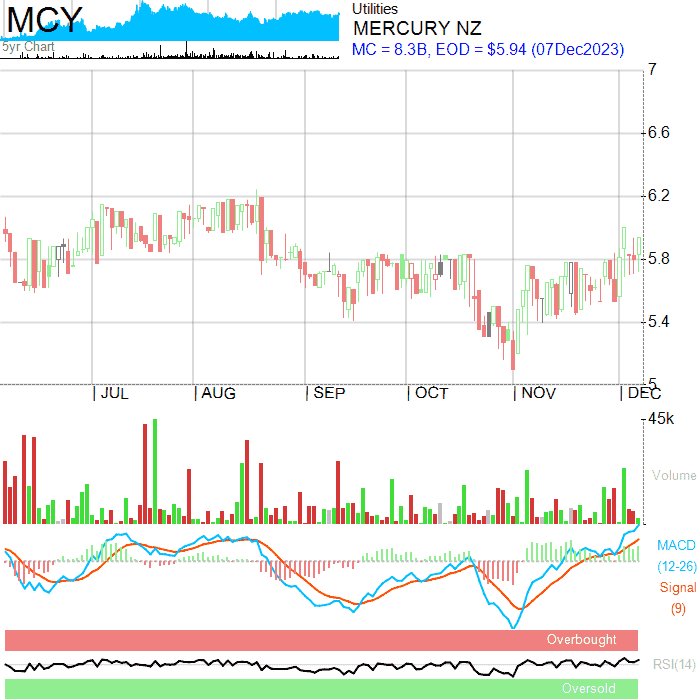 MCY
5yr Chart
Utilities
MERCURY NZ
MC = 8.3B, EOD = $5.94 (07Dec2023)
7
6.6
6.2
5.8
5.4
5
JUL AUG SEP OCT NOV DEC
45k
Volume
MACD
(12-26)
Signal
(9)
Overbought
RSI(14)
Oversold